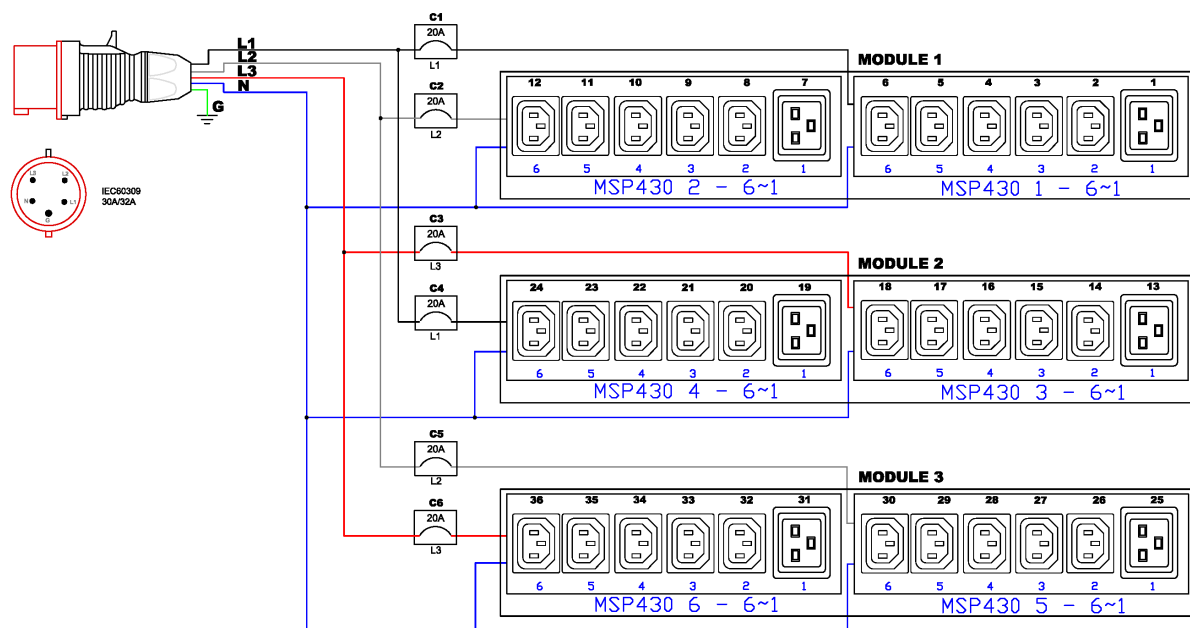 C1
20A
L1
L1
L2
L3
N
G
MODULE 1
12 11 10 9 8 7 6 5 4 3 2 1
C2
20A
L2
6 5 4 3 2 1 6 5 4 3 2 1
MSP430 2 - 6~1 MSP430 1 - 6~1
L3 L2
N L1
G
IEC60309
30A/32A
C3
20A
L3
MODULE 2
24 23 22 21 20 19 18 17 16 15 14 13
C4
20A
L1
6 5 4 3 2 1 6 5 4 3 2 1
MSP430 4 - 6~1 MSP430 3 - 6~1
C5
20A
L2
MODULE 3
36 35 34 33 32 31 30 29 28 27 26 25
C6
20A
L3
6 5 4 3 2 1 6 5 4 3 2 1
MSP430 6 - 6~1 MSP430 5 - 6~1